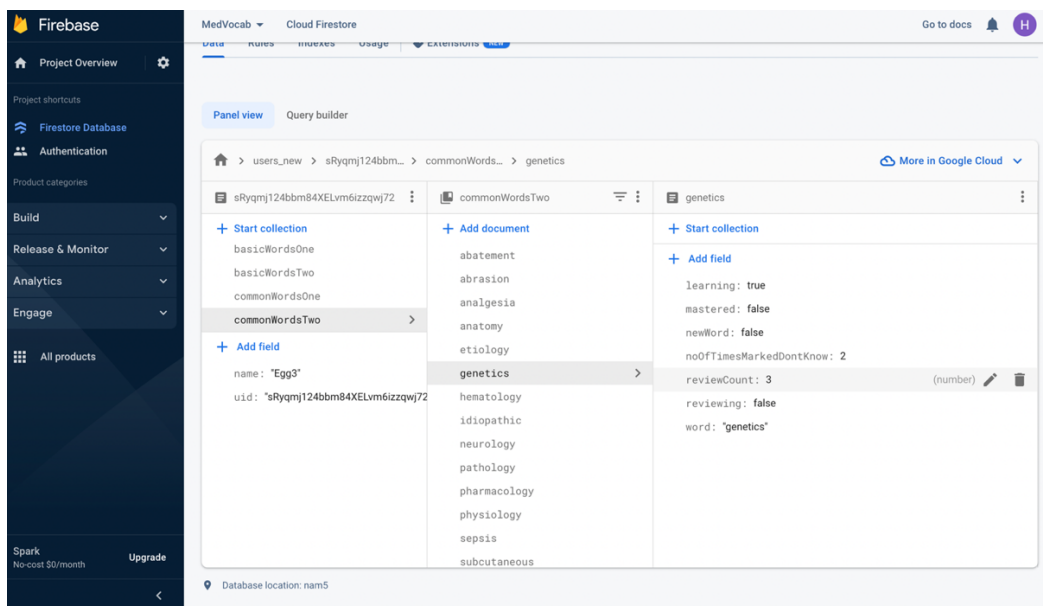 Firebase
MedVocab
Cloud Firestore
Go to docs
H
Project Overview
Data Rules Indexes Usage Extensions NEW
Project shortcuts
Firestore Database
Authentication
Product categories
Build
Release & Monitor
Analytics
Engage
All products
Spark
No-cost $0/month
Upgrade
Panel view
Query builder
users_new > sRyqmj124bbm... > commonWords... > genetics
More in Google Cloud
sRyqmj124bbm84XELvm6izzqwj72
+ Start collection
basicWordsOne
basicWordsTwo
commonWordsOne
commonWordsTwo
+ Add field
name: "Egg3"
uid: "sRyqmj124bbm84XELvm6izzqwj72
commonWordsTwo
+ Add document
abatement
abrasion
analgesia
anatomy
etiology
genetics
hematology
idiopathic
neurology
pathology
pharmacology
physiology
sepsis
subcutaneous
genetics
+ Start collection
+ Add field
learning: true
mastered: false
newWord: false
noOfTimesMarkedDontKnow: 2
reviewCount: 3
(number)
reviewing: false
word: "genetics"
Database location: nam5